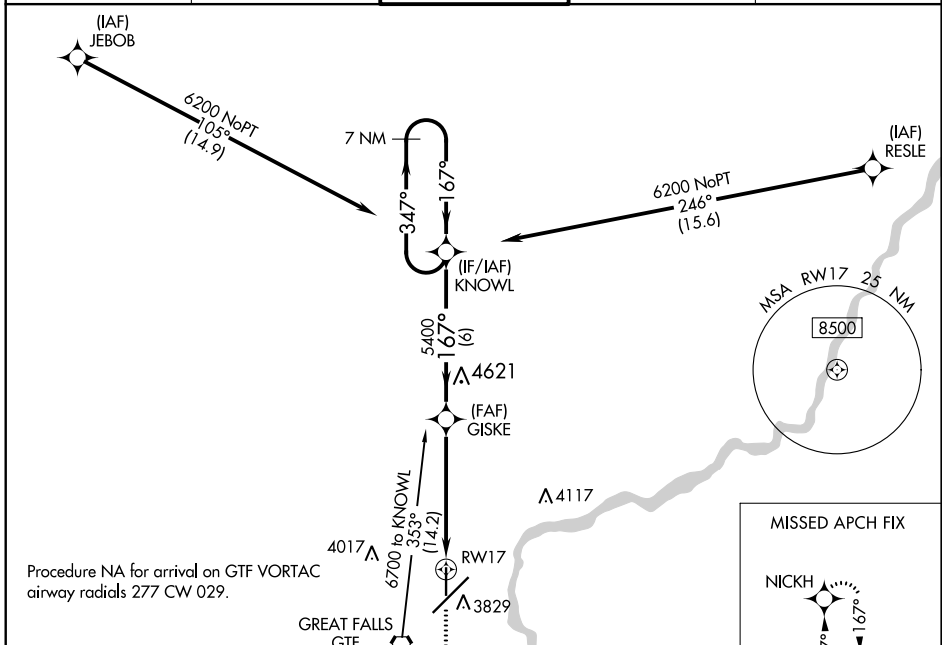 (IAF)
JEBOB
6200 NoPT
105°
(14.9)
7 NM
347°
167°
(IAF)
RESLE
6200 NoPT
246°
(15.6)
(IF/IAF)
KNOWL
MSA RW17 25 NM
8500
5400
167°
(6)
4621
(FAF)
GISKE
4117
6700 to KNOWL
353°
(14.2)
4017
RW17
3829
Procedure NA for arrival on GTF VORTAC
airway radials 277 CW 029.
GREAT FALLS
GTF
MISSED APCH FIX
NICKH
167°